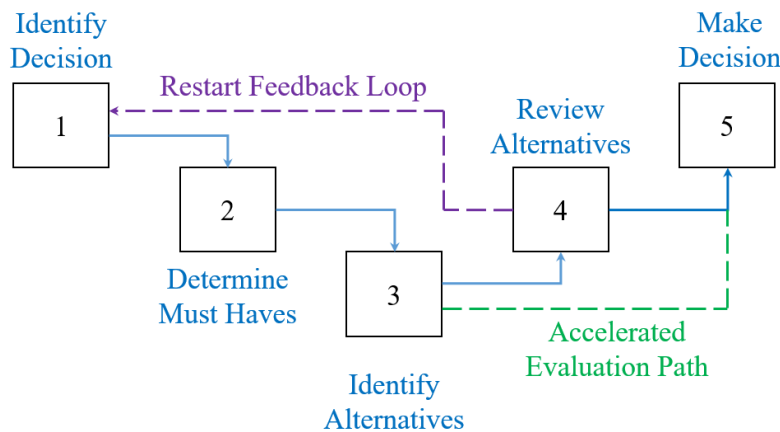 Identify
Decision
Make
Decision
Restart Feedback Loop
1
Review
Alternatives
5
2
4
Determine
Must Haves
3
Accelerated
Evaluation Path
Identify
Alternatives